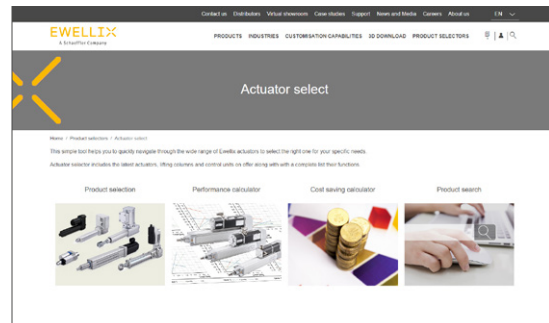 Contact us Distributors Virtual showroom Case studies Support News and Media Careers About us EN
EWELLIX
A Schaeffler Company
PRODUCTS INDUSTRIES CUSTOMISATION CAPABILITIES 3D DOWNLOAD PRODUCT SELECTORS
Actuator select
Home / Product selectors / Actuator select
This simple tool helps you to quickly navigate through the wide range of Ewellix actuators to select the right one for your specific needs.
Actuator selector includes the latest actuators, lifting columns and control units on offer along with with a complete list their functions.
Product selection Performance calculator Cost saving calculator Product search